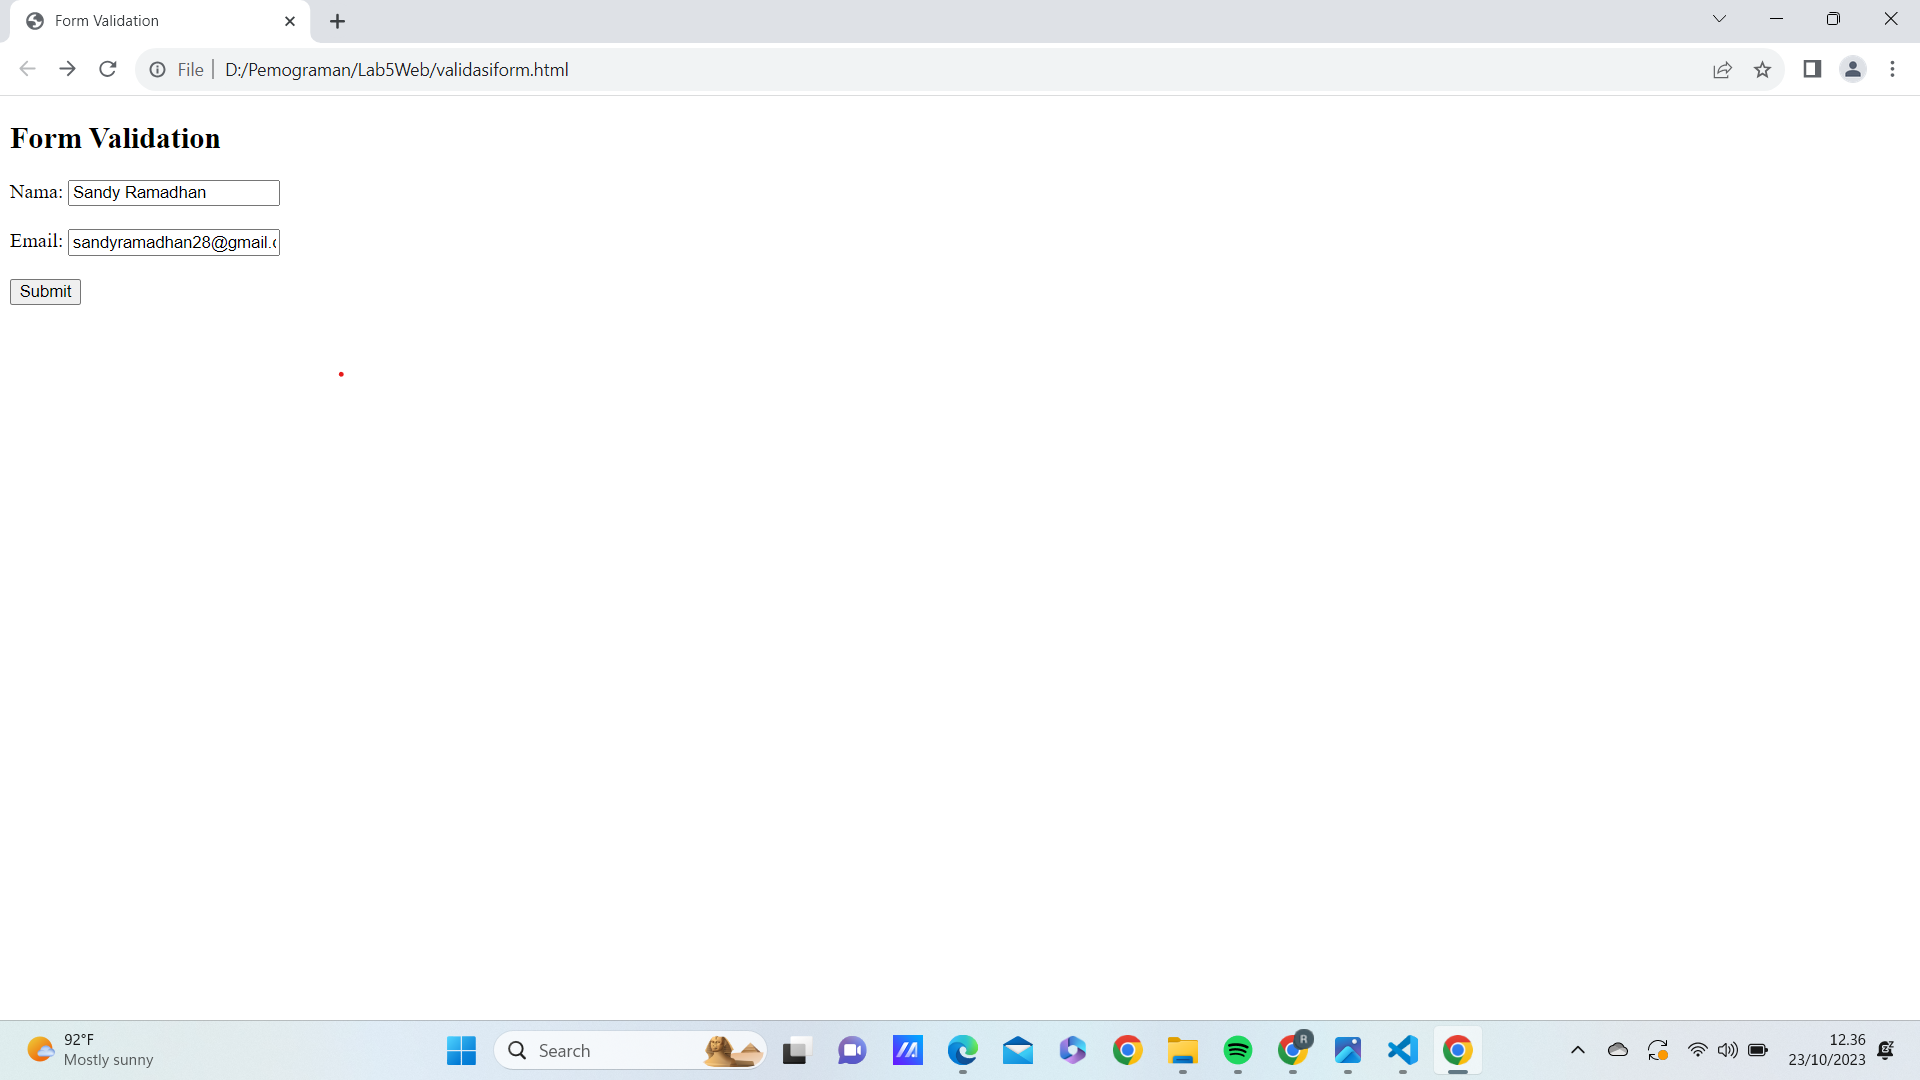 Form Validation
File
D:/Pemograman/Lab5Web/validasiform.html
Form Validation
Nama: Sandy Ramadhan
Email: sandyramadhan28@gmail.c
Submit
92°F
Mostly sunny
Search
R
12.36
23/10/2023